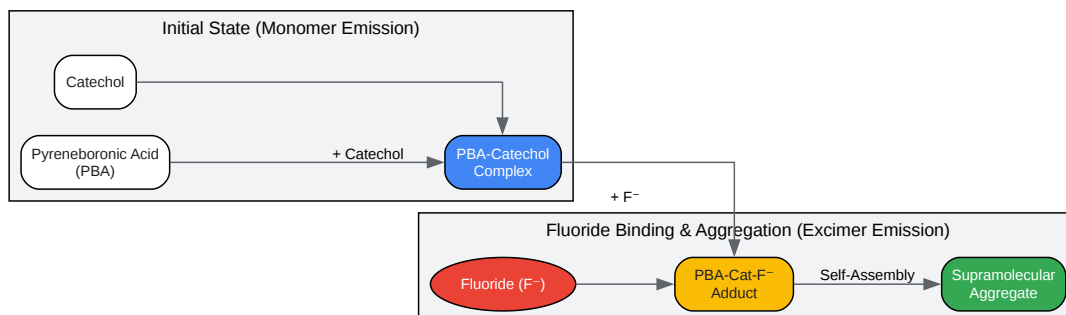 Initial State (Monomer Emission)
Catechol
Pyreneboronic Acid
(PBA)
+ Catechol
PBA-Catechol
Complex
+ F⁻
Fluoride Binding & Aggregation (Excimer Emission)
Fluoride (F⁻)
PBA-Cat-F⁻
Adduct
Self-Assembly
Supramolecular
Aggregate